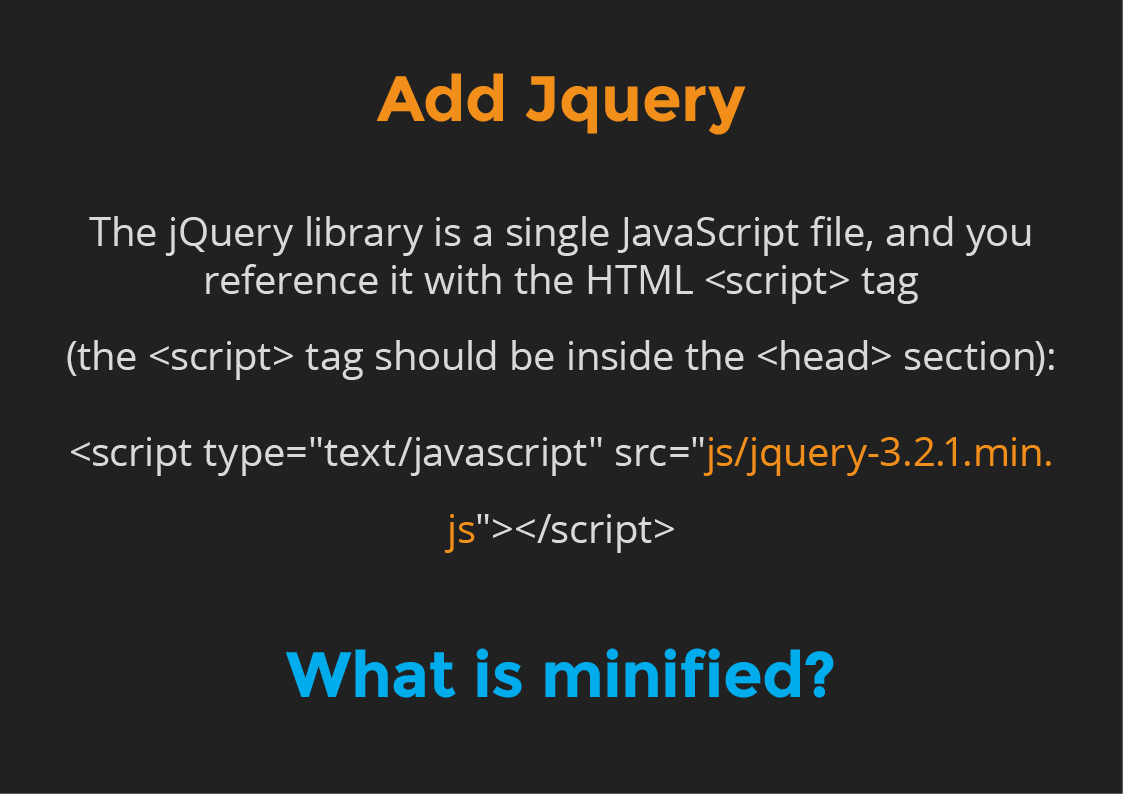 Add Jquery
The jQuery library is a single JavaScript file, and you
reference it with the HTML <script> tag
(the <script> tag should be inside the <head> section):
<script type="text/javascript" src="js/jquery-3.2.1.min.
js"></script>
What is minified?